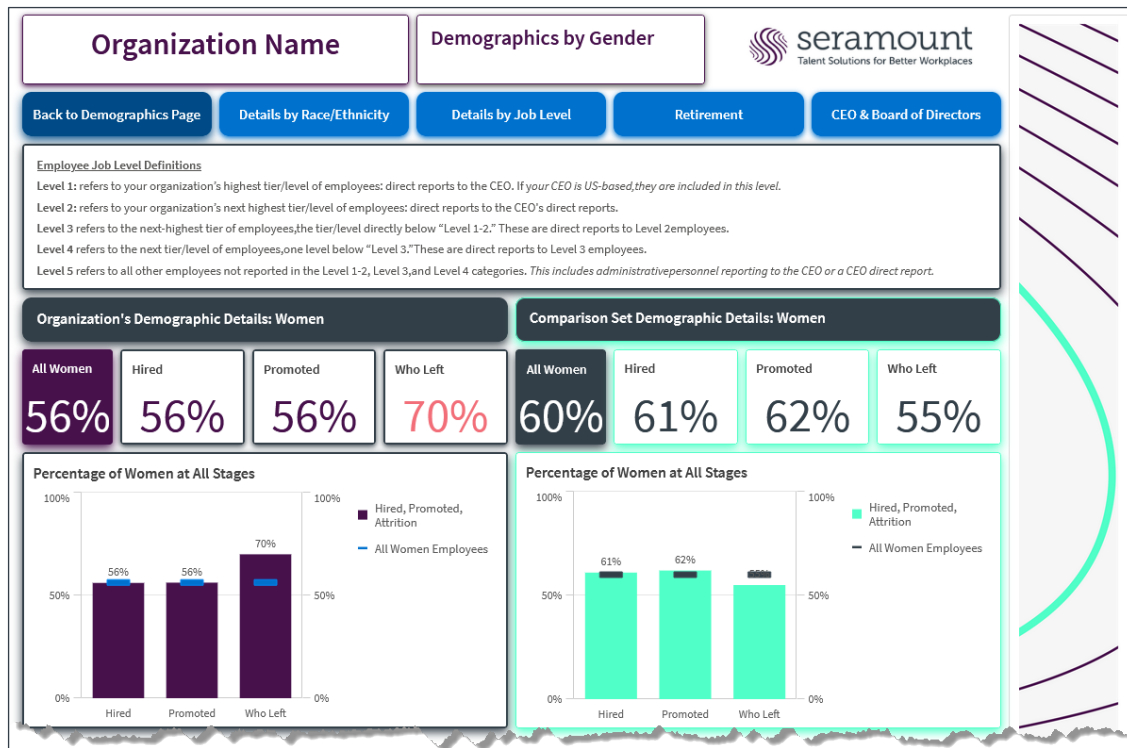 Organization Name
Demographics by Gender
seramount
Talent Solutions for Better Workplaces
Back to Demographics Page
Details by Race/Ethnicity
Details by Job Level
Retirement
CEO & Board of Directors
Employee Job Level Definitions
Level 1: refers to your organization's highest tier/level of employees: direct reports to the CEO. If your CEO is US-based,they are included in this level.
Level 2: refers to your organization's next highest tier/level of employees: direct reports to the CEO's direct reports.
Level 3 refers to the next-highest tier of employees,the tier/level directly below "Level 1-2." These are direct reports to Level 2employees.
Level 4 refers to the next tier/level of employees,one level below "Level 3."These are direct reports to Level 3 employees.
Level 5 refers to all other employees not reported in the Level 1-2, Level 3,and Level 4 categories. This includes administrativepersonnel reporting to the CEO or a CEO direct report.
Organization's Demographic Details: Women
All Women
56%
Hired
56%
Promoted
56%
Who Left
70%
Percentage of Women at All Stages
100%
50%
0%
56%
56%
70%
100%
50%
0%
Hired
Promoted
Who Left
Hired, Promoted,
Attrition
All Women Employees
Comparison Set Demographic Details: Women
All Women
60%
Hired
61%
Promoted
62%
Who Left
55%
Percentage of Women at All Stages
100%
50%
0%
61%
62%
55%
100%
50%
0%
Hired
Promoted
Who Left
Hired, Promoted,
Attrition
All Women Employees